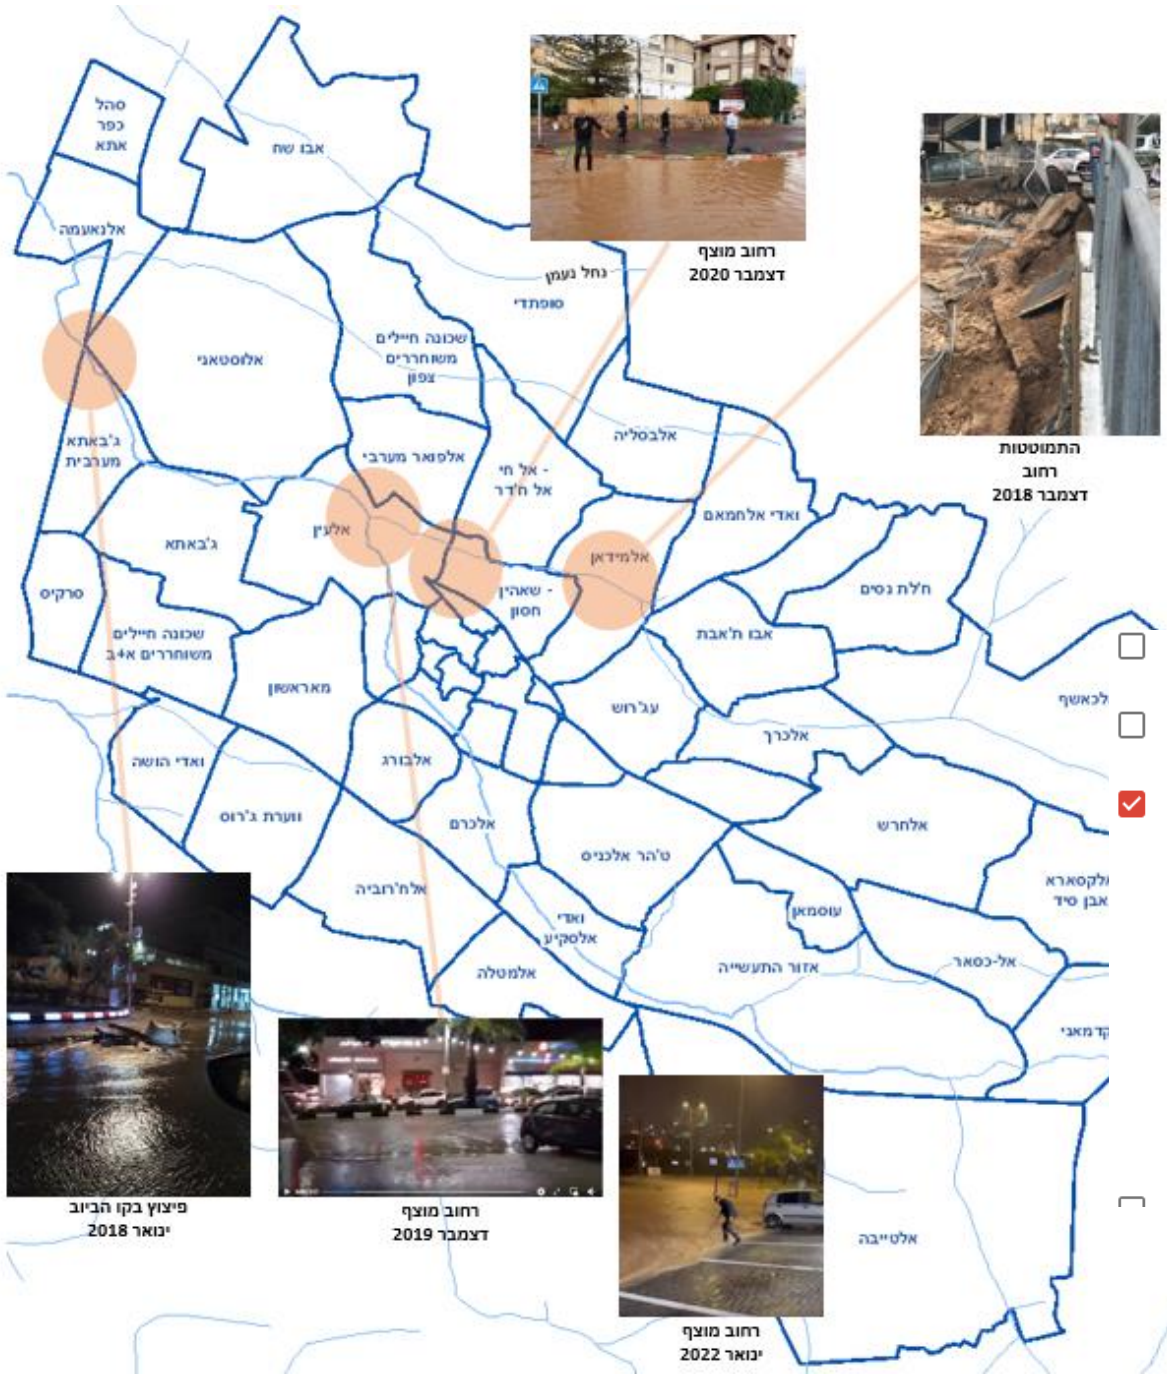 סהל
כפר
אתא
אבו שח
אלנאעמה
רחוב מוצף
דצמבר 2020
נחל נעמן
סופתדי
שכונה חיילים
משוחררים
צפון
אלוסטאני
התמוטטות
רחוב
דצמבר 2018
ג'באתא
מערבית
אלפואר מערבי
אלבסליה
- אל חי
אל ח'דר
ואדי אלחמאם
אלעין
ג'באתא
אלמידאן
ח'לת נסים
סרקיס
- שאהין
חסון
שכונה חיילים
משוחררים א+ב
אבו ת'אבת
מאראשון
עג'רוש
לכאשף
אלכרך
ואדי הושה
אלבורג
ווערת ג'רוס
אלכרם
אלחרש
ט'הר אלכניס
אלח'רוביה
לקסארא
אבן סיד
עוסמאן
ואדי
אלסקיע
אלמטלה
אזור התעשייה
אל-כסאר
קדמאני
פיצוץ בקו הביוב
ינואר 2018
רחוב מוצף
דצמבר 2019
אלטייבה
רחוב מוצף
ינואר 2022